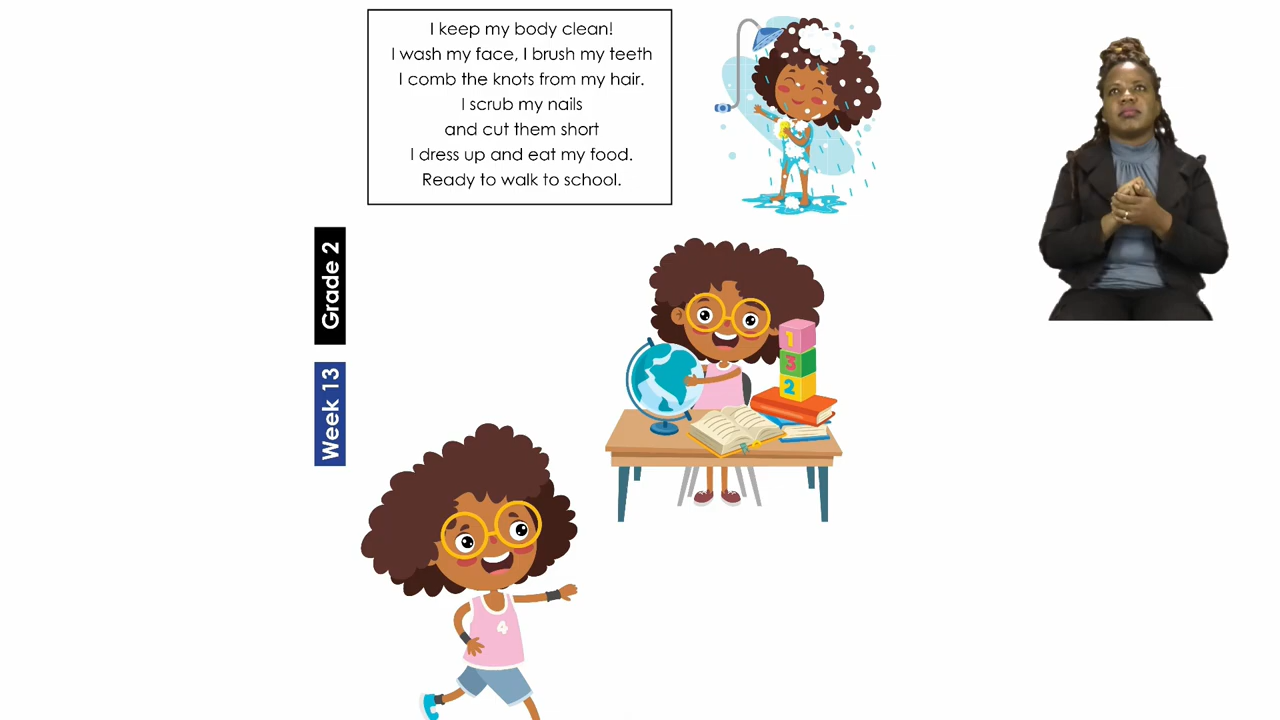 I keep my body clean!
I wash my face, I brush my teeth
I comb the knots from my hair.
I scrub my nails
and cut them short
I dress up and eat my food.
Ready to walk to school.
Grade 2
Week 13
1
3
2
4